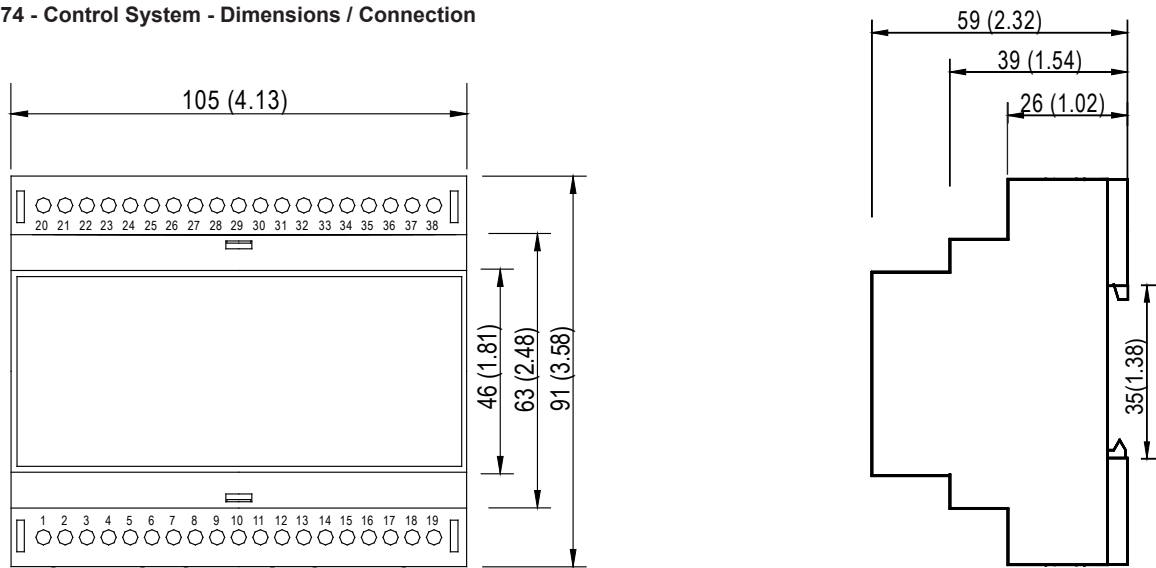 74 - Control System - Dimensions / Connection
59 (2.32)
39 (1.54)
26 (1.02)
105 (4.13)
20 21 22 23 24 25 26 27 28 29 30 31 32 33 34 35 36 37 38
46 (1.81)
63 (2.48)
91 (3.58)
35(1.38)
1 2 3 4 5 6 7 8 9 10 11 12 13 14 15 16 17 18 19